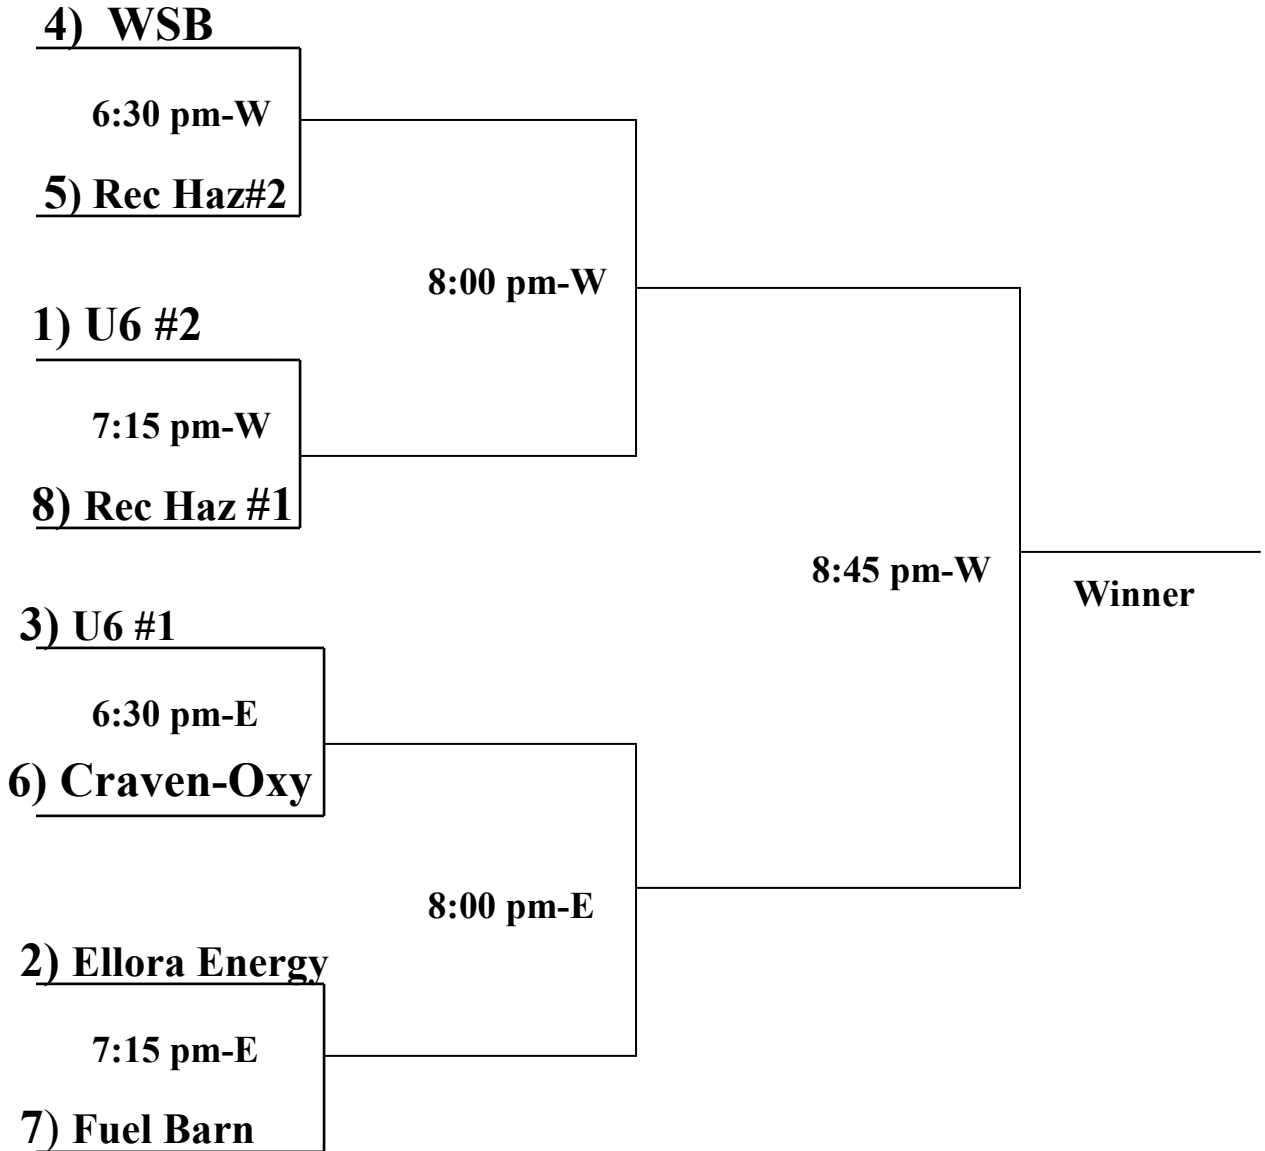 4) WSB
6:30 pm-W
5) Rec Haz#2
8:00 pm-W
1) U6 #2
7:15 pm-W
8) Rec Haz #1
8:45 pm-W
Winner
3) U6 #1
6:30 pm-E
6) Craven-Oxy
8:00 pm-E
2) Ellora Energy
7:15 pm-E
7) Fuel Barn